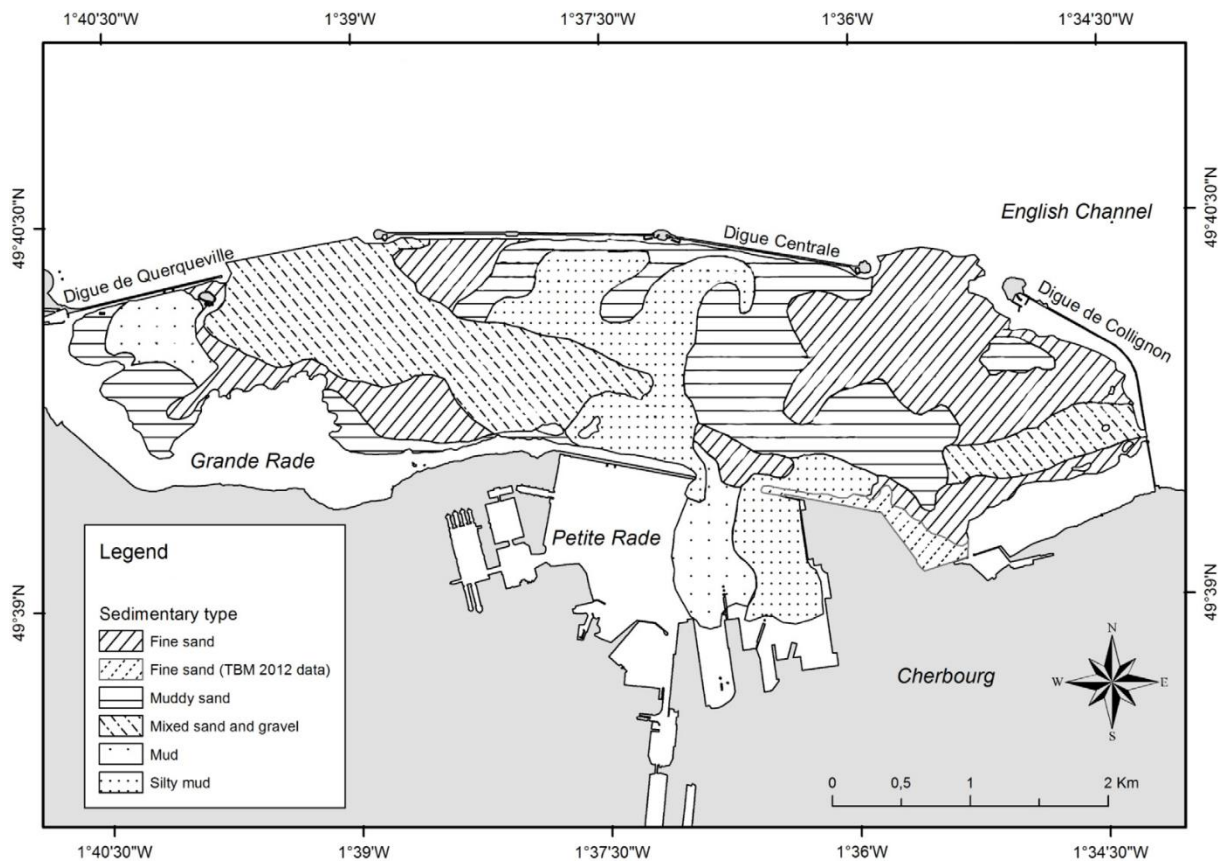 1°40'30"W 1°39'W 1°37'30"W 1°36'W 1°34'30"W
49°40'30"N
49°40'30"N
English Channel
Digue Centrale
Digue de Querqueville
Digue de Collignon
Grande Rade
Petite Rade
49°39'N
49°39'N
Cherbourg
Legend
Sedimentary type
Fine sand
Fine sand (TBM 2012 data)
Muddy sand
Mixed sand and gravel
Mud
Silty mud
N
W E
S
0 0,5 1 2 Km
1°40'30"W 1°39'W 1°37'30"W 1°36'W 1°34'30"W